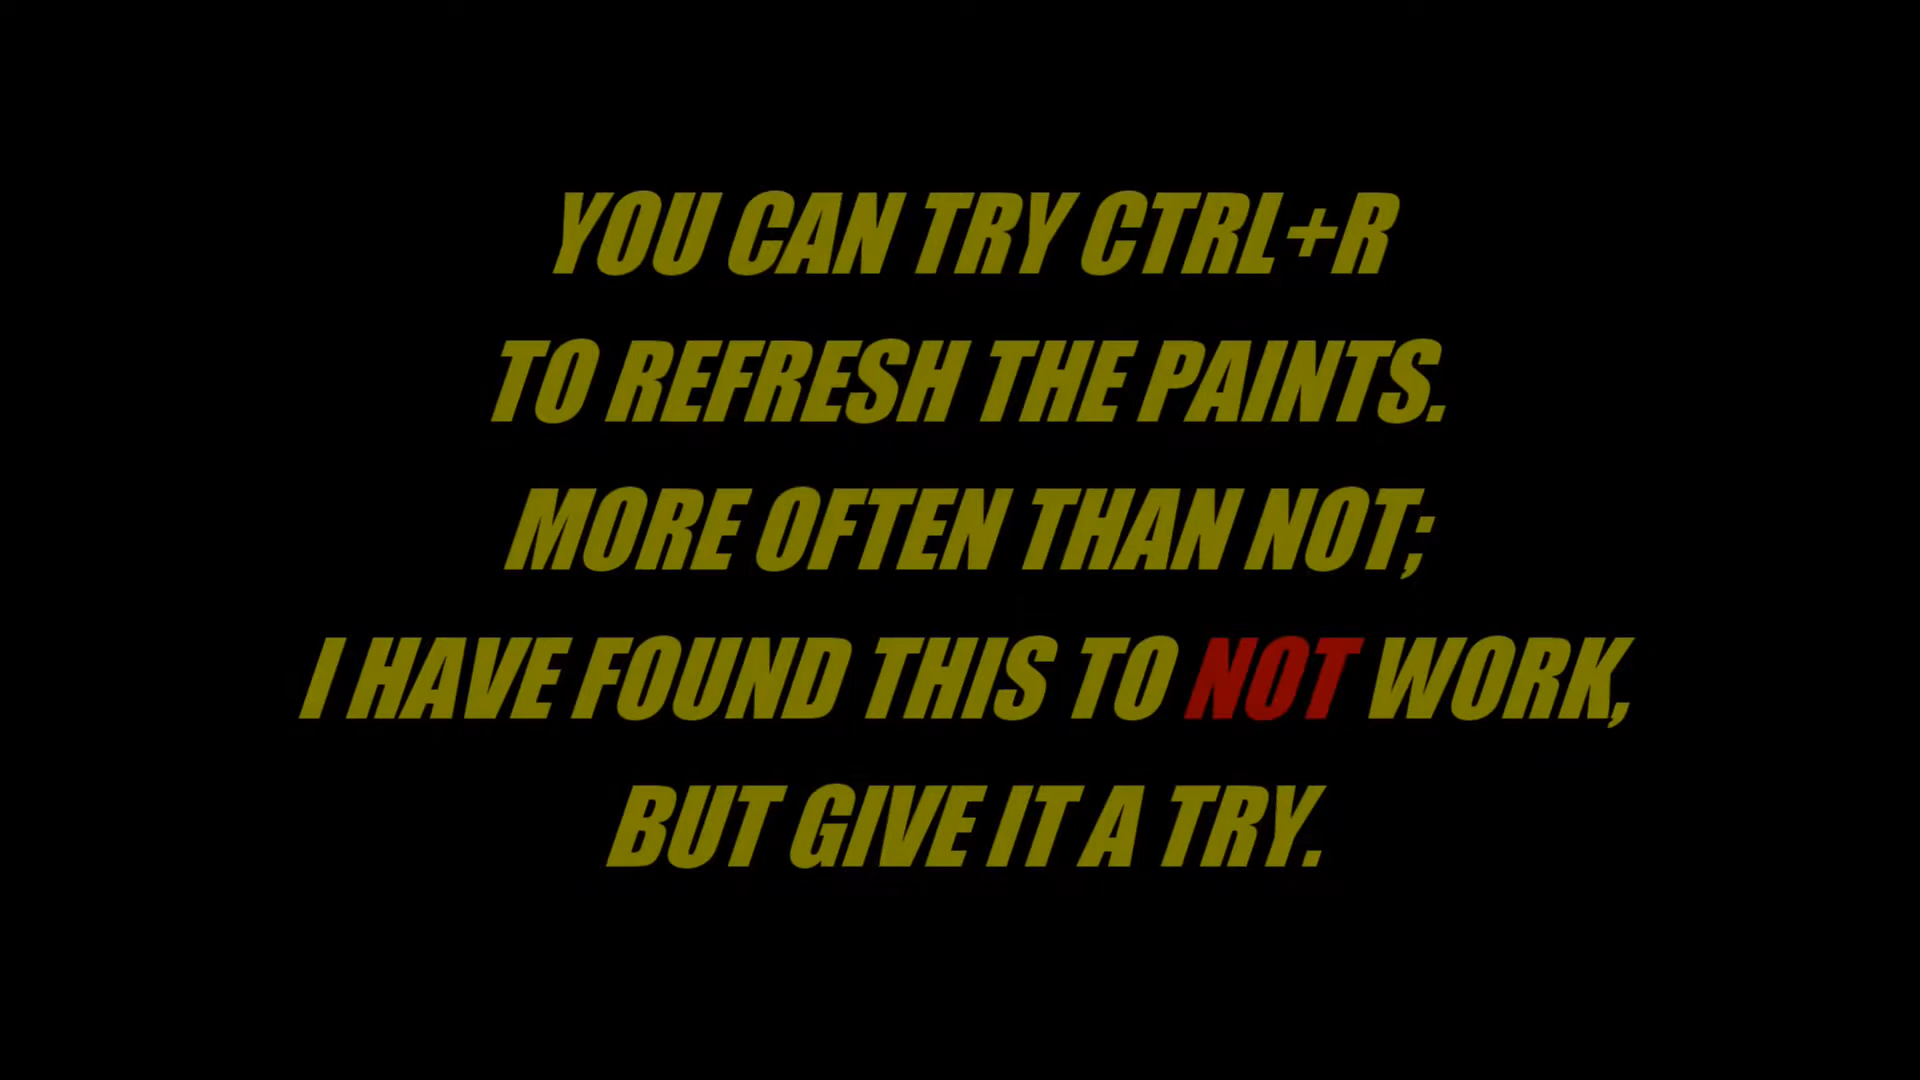 YOU CAN TRY CTRL+R
TO REFRESH THE PAINTS.
MORE OFTEN THAN NOT;
I HAVE FOUND THIS TO NOT WORK,
BUT GIVE IT A TRY.